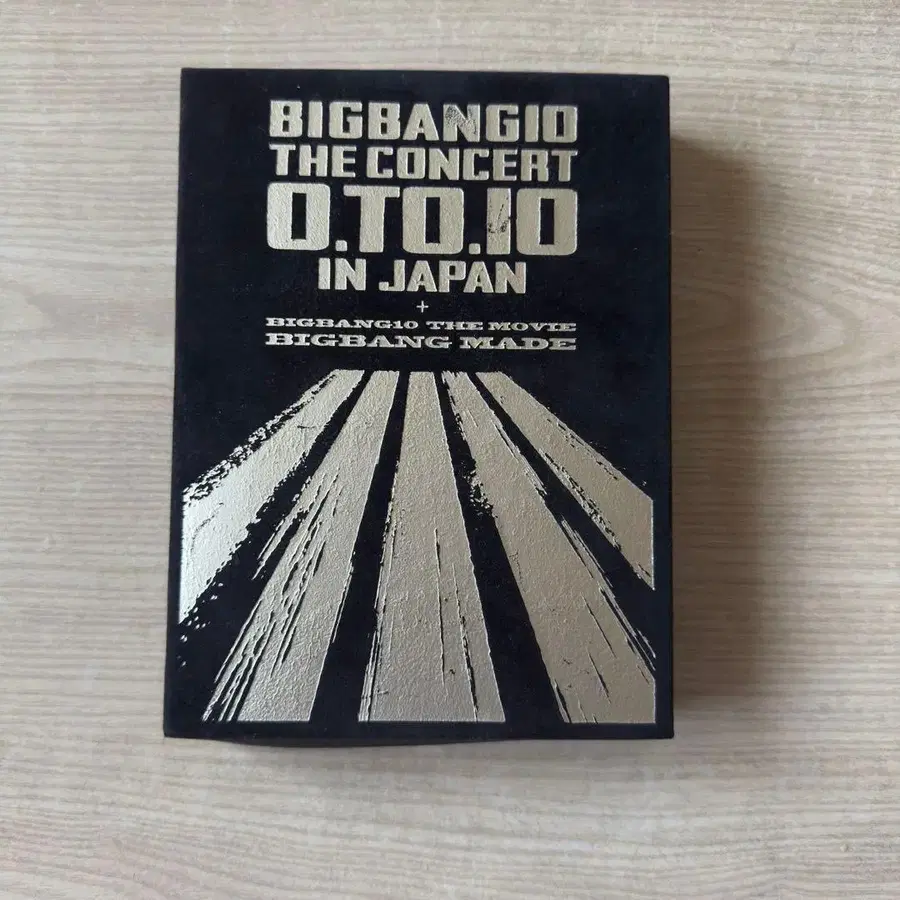 BIGBANG10
THE CONCERT
0.TO.10
IN JAPAN
+
BIGBANG10 THE MOVIE
BIGBANG MADE